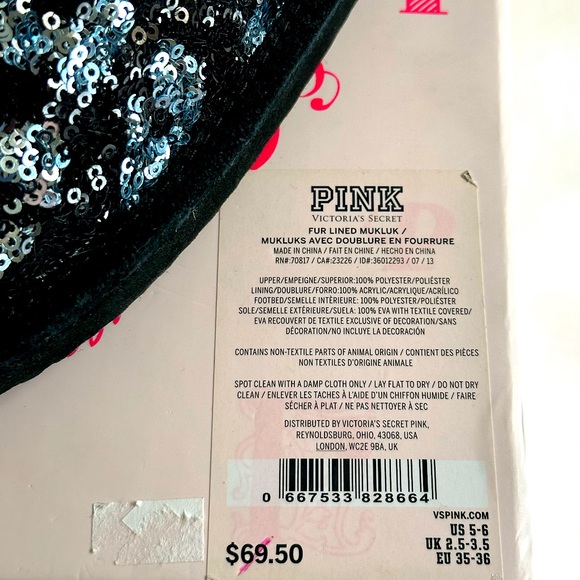 PINK
VICTORIA'S SECRET
FUR LINED MUKLUK /
MUKLUKS AVEC DOUBLURE EN FOURRURE
MADE IN CHINA / FAIT EN CHINE / HECHO EN CHINA
RN#:70817 / CA#:23226 / ID#:36012293 / 07 / 13
UPPER/EMPEIGNE/SUPERIOR:100% POLYESTER/POLIÉSTER
LINING/DOUBLURE/FORRO:100% ACRYLIC/ACRYLIQUE/ACRÍLICO
FOOTBED/SEMELLE INTÉRIEURE: 100% POLYESTER/POLIÉSTER
SOLE/SEMELLE EXTÉRIEURE/SUELA: 100% EVA WITH TEXTILE COVERED/
EVA RECOUVERT DE TEXTILE EXCLUSIVE OF DECORATION/SANS
DÉCORATION/NO INCLUYE LA DECORACIÓN
CONTAINS NON-TEXTILE PARTS OF ANIMAL ORIGIN / CONTIENT DES PIÈCES
NON TEXTILES D'ORIGINE ANIMALE
SPOT CLEAN WITH A DAMP CLOTH ONLY / LAY FLAT TO DRY / DO NOT DRY
CLEAN / ENLEVER LES TACHES À L'AIDE D'UN CHIFFON HUMIDE / FAIRE
SÉCHER À PLAT / NE PAS NETTOYER À SEC
DISTRIBUTED BY VICTORIA'S SECRET PINK,
REYNOLDSBURG, OHIO, 43068, USA
LONDON, WC2E 9BA, UK
0 667533 828664
VSPINK.COM
US 5-6
UK 2.5-3.5
EU 35-36
$69.50